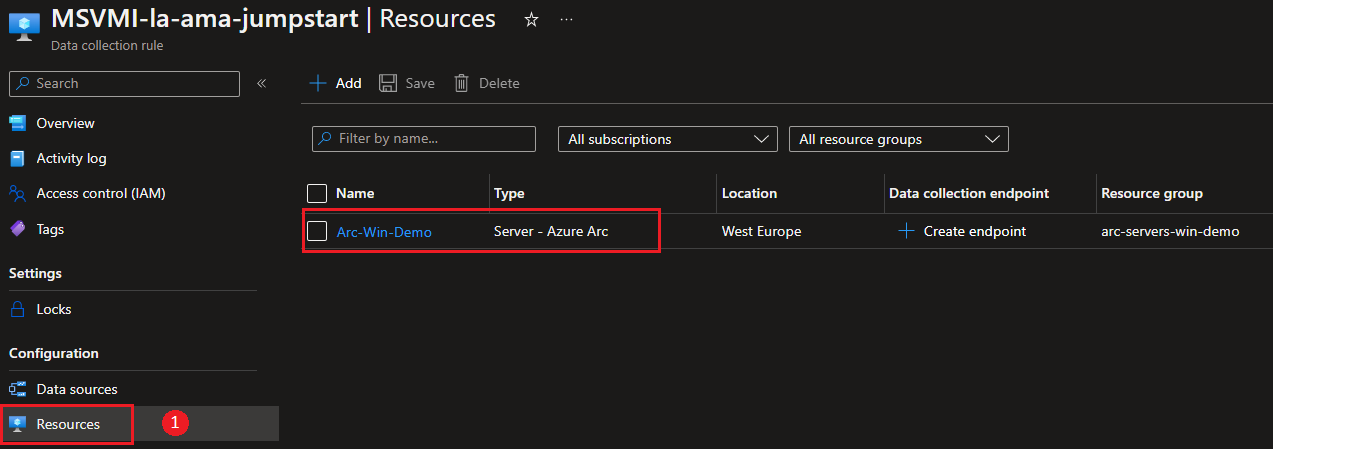 MSVMI-la-ama-jumpstart | Resources
Data collection rule
Search
Overview
Activity log
Access control (IAM)
Tags
Settings
Locks
Configuration
Data sources
Resources
1
Add Save Delete
Filter by name... All subscriptions All resource groups
Name Type Location Data collection endpoint Resource group
Arc-Win-Demo Server - Azure Arc West Europe Create endpoint arc-servers-win-demo